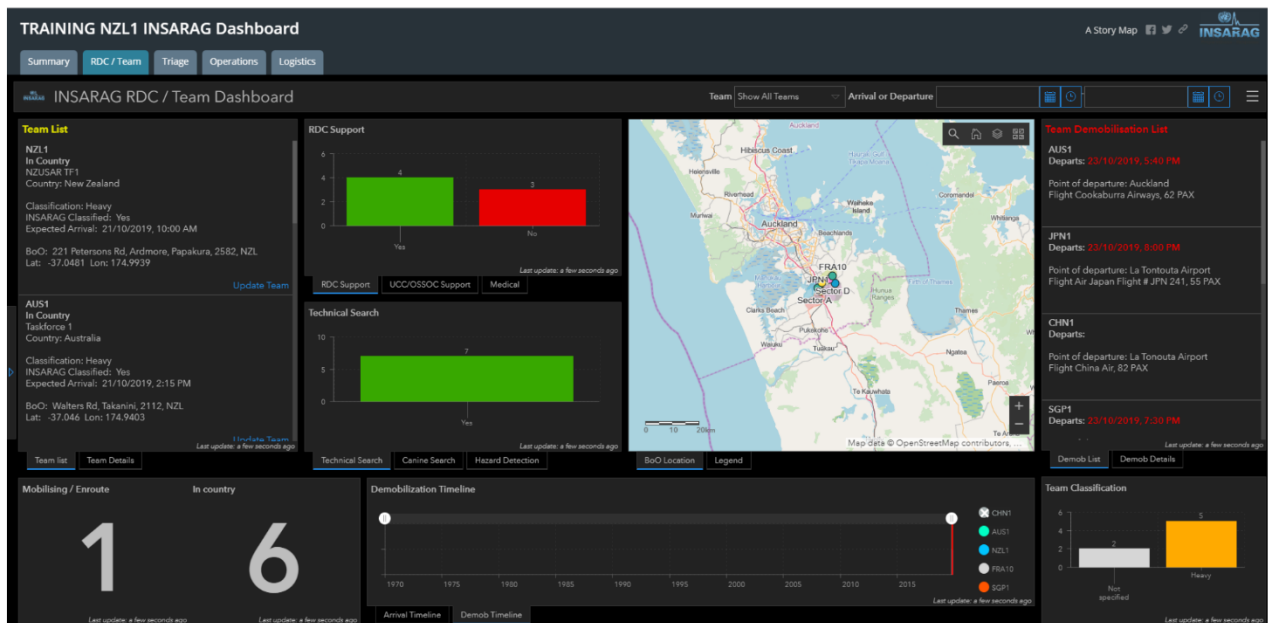 TRAINING NZL1 INSARAG Dashboard
A Story Map
INSARAG
Summary
RDC / Team
Triage
Operations
Logistics
INSARAG RDC / Team Dashboard
Team Show All Teams
Arrival or Departure
Team List
NZL1
In Country
NZUSAR TF1
Country: New Zealand
Classification: Heavy
INSARAG Classified: Yes
Expected Arrival: 21/10/2019, 10:00 AM
BoO: 221 Petersons Rd, Ardmore, Papakura, 2582, NZL
Lat: -37.0481 Lon: 174.9939
Update Team
AUS1
In Country
Taskforce 1
Country: Australia
Classification: Heavy
INSARAG Classified: Yes
Expected Arrival: 21/10/2019, 2:15 PM
BoO: Walters Rd, Takanini, 2112, NZL
Lat: -37.046 Lon: 174.9403
Update Team
Last update: a few seconds ago
Team list
Team Details
RDC Support
6
4
2
0
4
3
Yes
No
Last update: a few seconds ago
RDC Support
UCC/OSSOC Support
Medical
Technical Search
10
5
0
7
Yes
Last update: a few seconds ago
Technical Search
Canine Search
Hazard Detection
Auckland
Hibiscus Coast
Helensville
Riverhead
Waiheke
Island
Coromandel
Muriwai
Auckland
Whitianga
Beachlands
FRA10
JPN1
Sector D
Sector A
Hunua
Ranges
Firth of Thames
Clarks Beach
Thames
Pukekohe
Waiuku
Tuakau
Ngatea
Paeroa
Te Kauwhata
0 10 20km
+
−
Map data © OpenStreetMap contributors, ...
BoO Location
Legend
Team Demobilisation List
AUS1
Departs: 23/10/2019, 5:40 PM
Point of departure: Auckland
Flight Cookaburra Airways, 62 PAX
JPN1
Departs: 23/10/2019, 8:00 PM
Point of departure: La Tontouta Airport
Flight Air Japan Flight # JPN 241, 55 PAX
CHN1
Departs:
Point of departure: La Tonouta Airport
Flight China Air, 82 PAX
SGP1
Departs: 23/10/2019, 7:30 PM
Last update: a few seconds ago
Demob List
Demob Details
Mobilising / Enroute
1
Last update: a few seconds ago
In country
6
Last update: a few seconds ago
Demobilization Timeline
1970 1975 1980 1985 1990 1995 2000 2005 2010 2015
CHN1
AUS1
NZL1
FRA10
SGP1
Last update: a few seconds ago
Arrival Timeline
Demob Timeline
Team Classification
6
4
2
0
2
5
Not
specified
Heavy
Last update: a few seconds ago